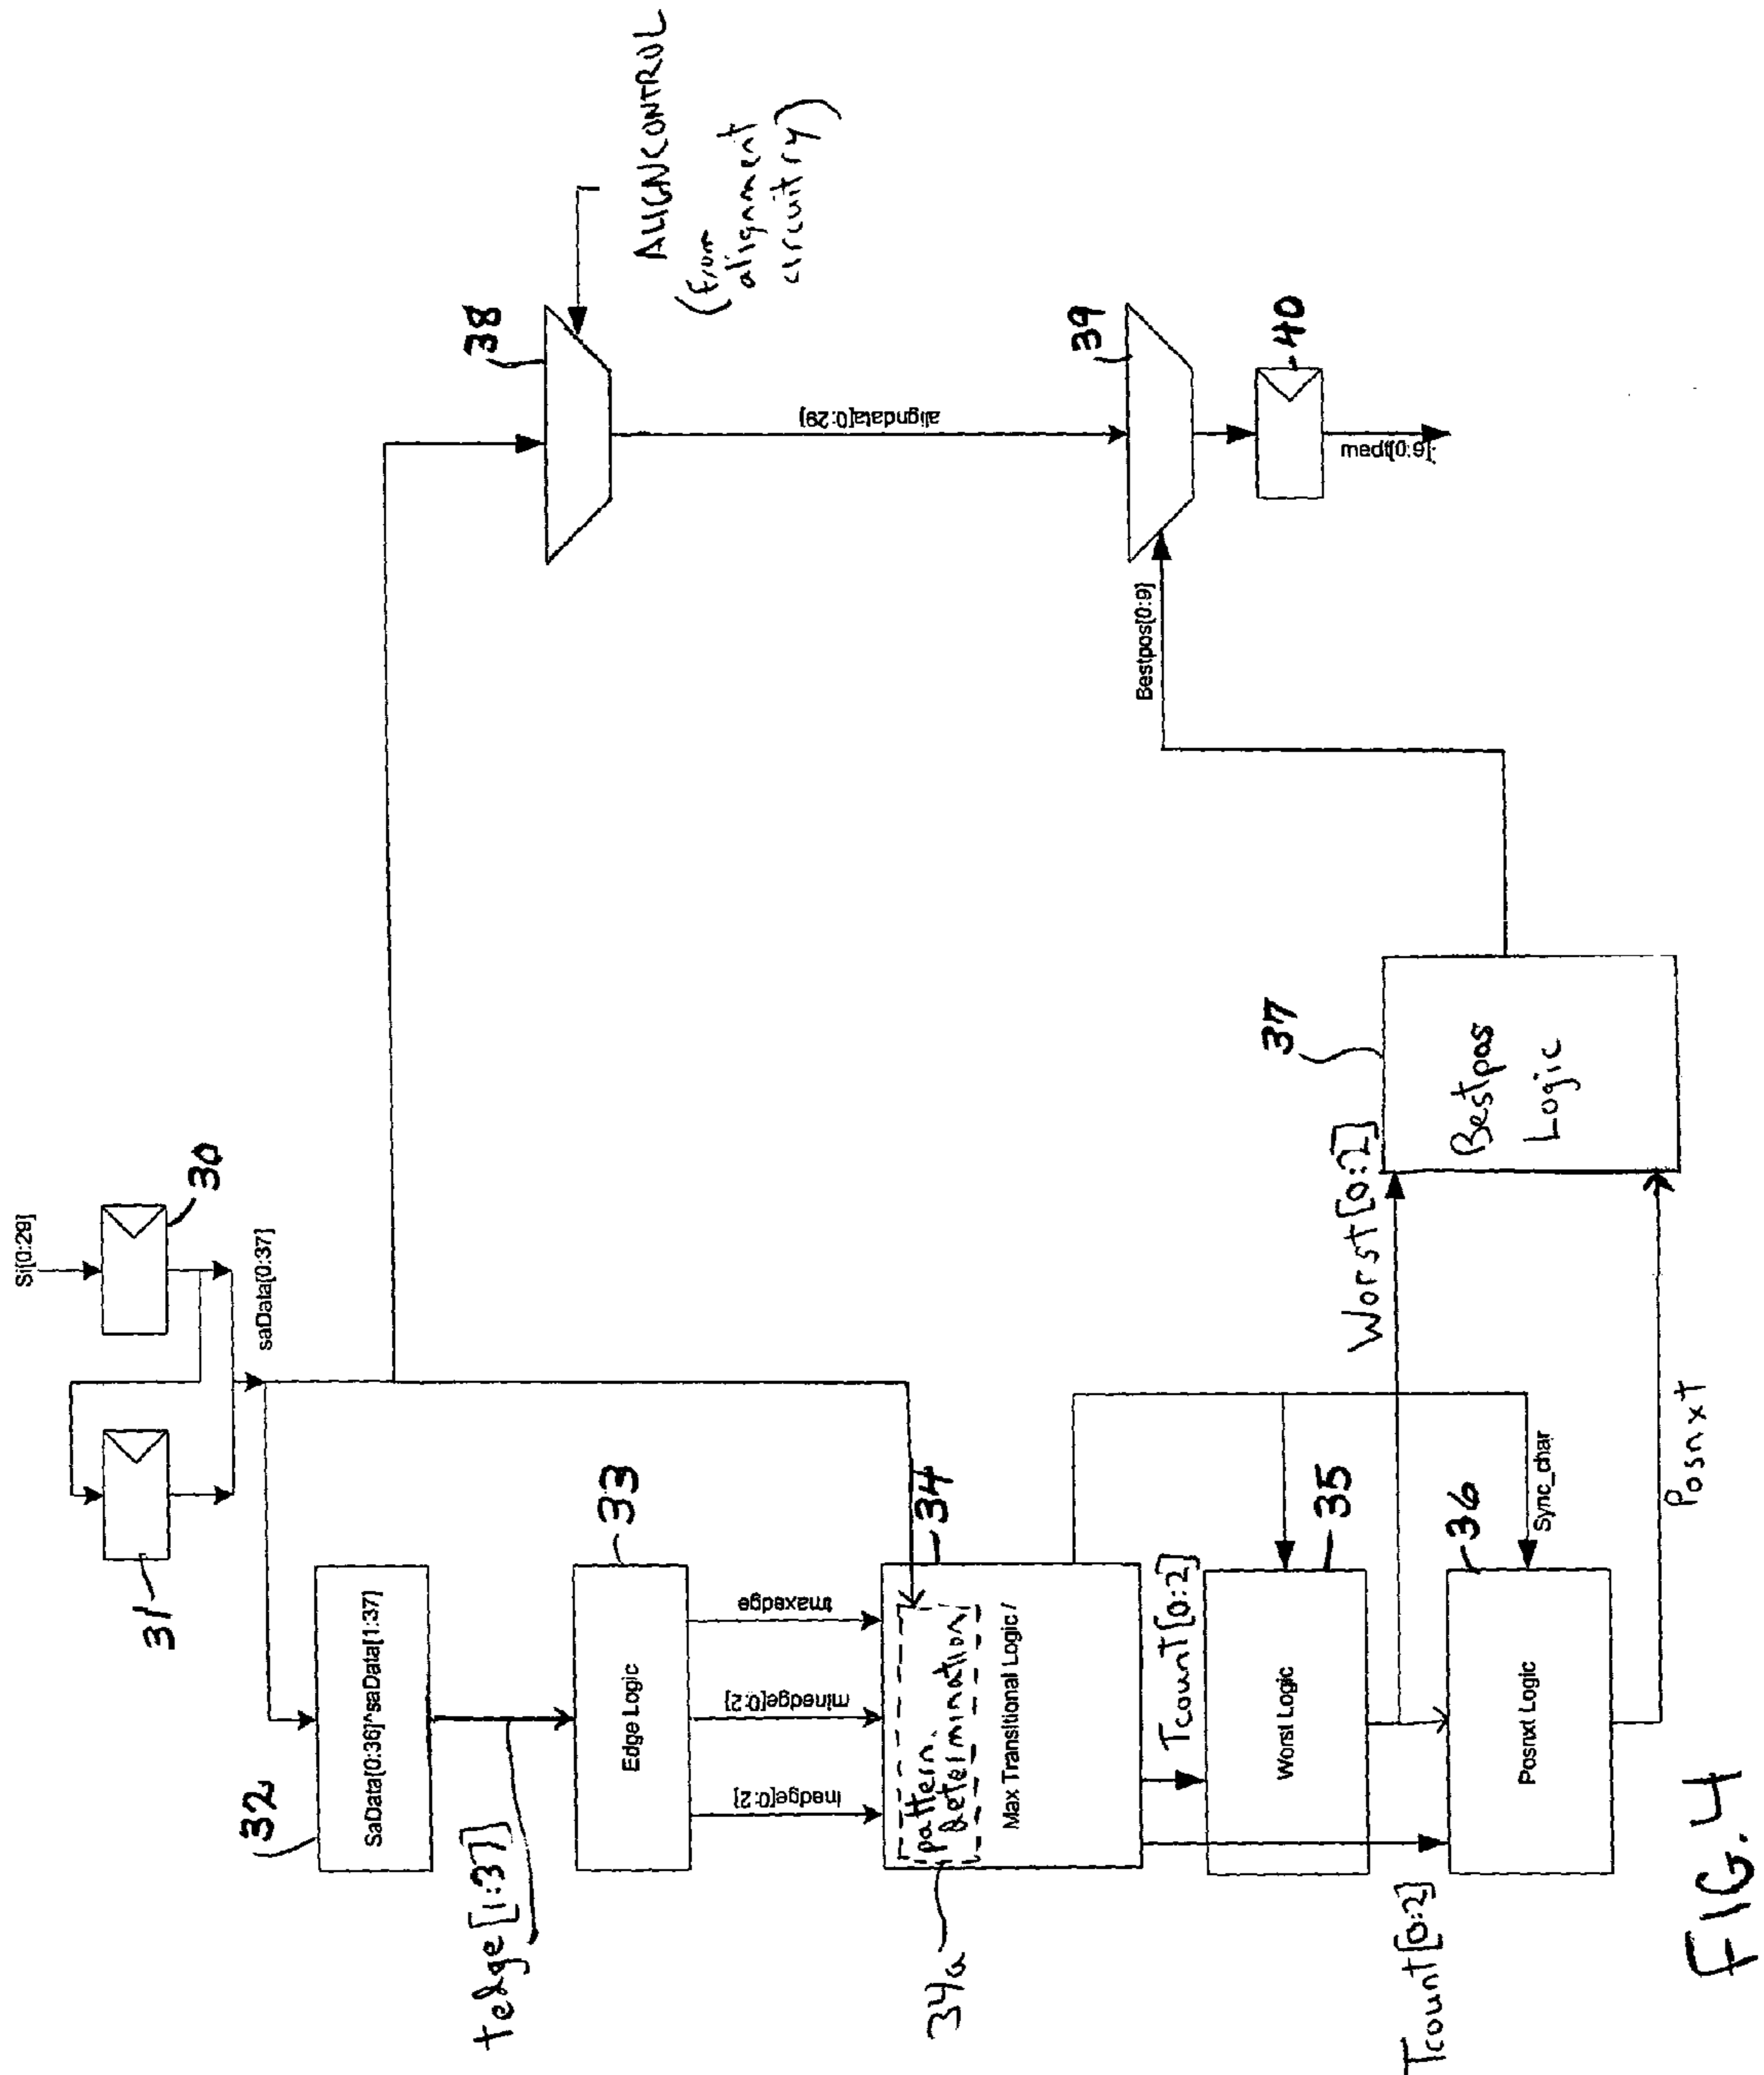 Si[0:29]
30
31
saData[0:37]
32
SaData[0:36]^saData[1:37]
tedge[1:37]
33
Edge Logic
inedge[0:2]
minedge[0:2]
tmaxedge
34
34a
pattern.
determination
Max Transitional Logic /
Tcount[0:2]
Tcount[0:2]
35
Worst Logic
Worst[0:2]
36
Posnxt Logic
Sync_char
Posnxt
37
Bestpos
Logic
Bestpos[0:9]
38
ALIGNCONTROL
(from
alignment
circuitry)
aligndata[0:29]
39
40
medff[0:9]
FIG. 4